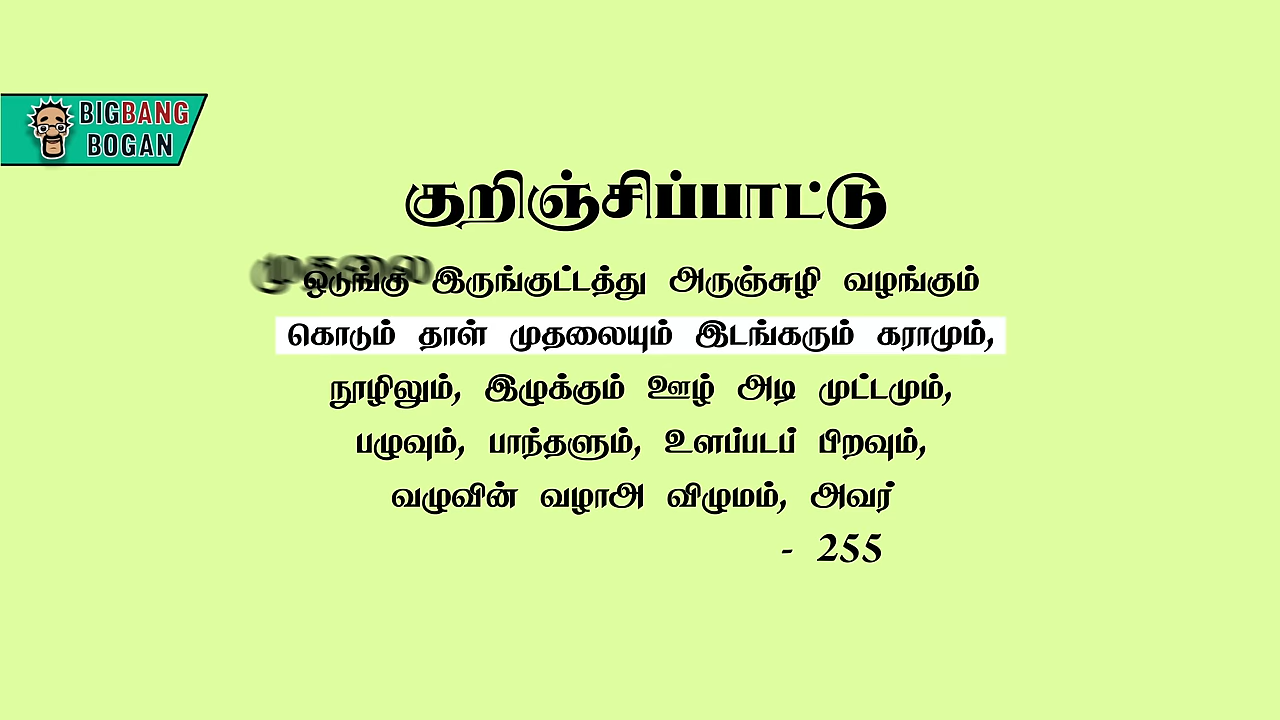 BIGBANG
BOGAN
குறிஞ்சிப்பாட்டு
முதலை
ஒடுங்கு இருங்குட்டத்து அருஞ்சுழி வழங்கும்
கொடும் தாள் முதலையும் இடங்கரும் கராமும்,
நூழிலும், இழுக்கும் ஊழ் அடி முட்டமும்,
பழுவும், பாந்தளும், உளப்படப் பிறவும்,
வழுவின் வழாஅ விழுமம், அவர்
- 255